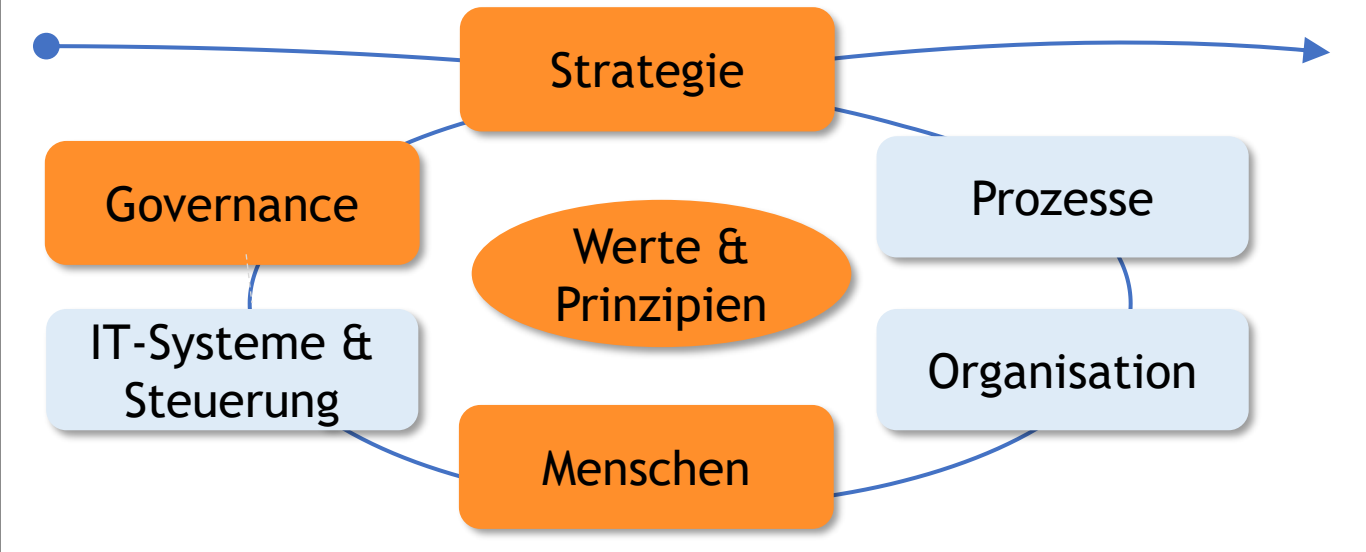 Strategie
Governance
Prozesse
Werte &
Prinzipien
IT-Systeme &
Steuerung
Organisation
Menschen